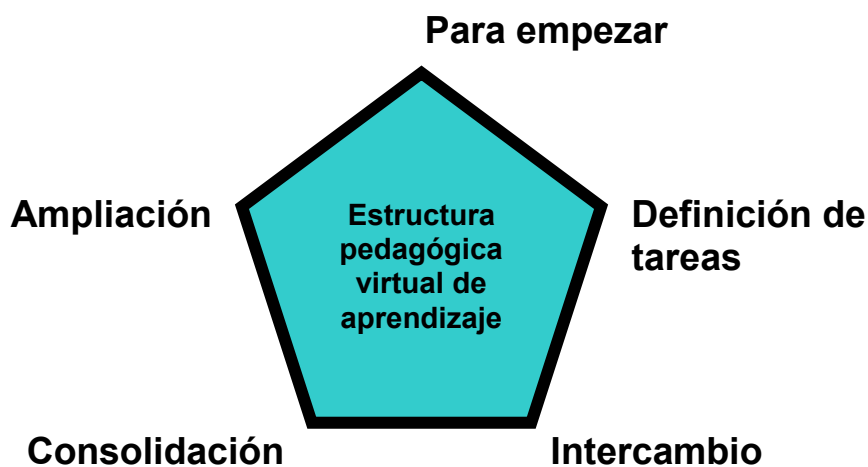 Para empezar
Ampliación
Estructura
pedagógica
virtual de
aprendizaje
Definición de
tareas
Consolidación
Intercambio